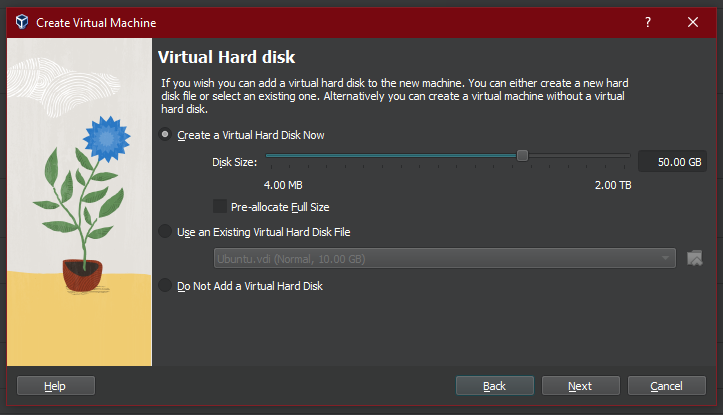 Create Virtual Machine
?
Virtual Hard disk
If you wish you can add a virtual hard disk to the new machine. You can either create a new hard
disk file or select an existing one. Alternatively you can create a virtual machine without a virtual
hard disk.
Create a Virtual Hard Disk Now
Disk Size:
50.00 GB
4.00 MB
2.00 TB
Pre-allocate Full Size
Use an Existing Virtual Hard Disk File
Ubuntu.vdi (Normal, 10.00 GB)
Do Not Add a Virtual Hard Disk
Help
Back
Next
Cancel